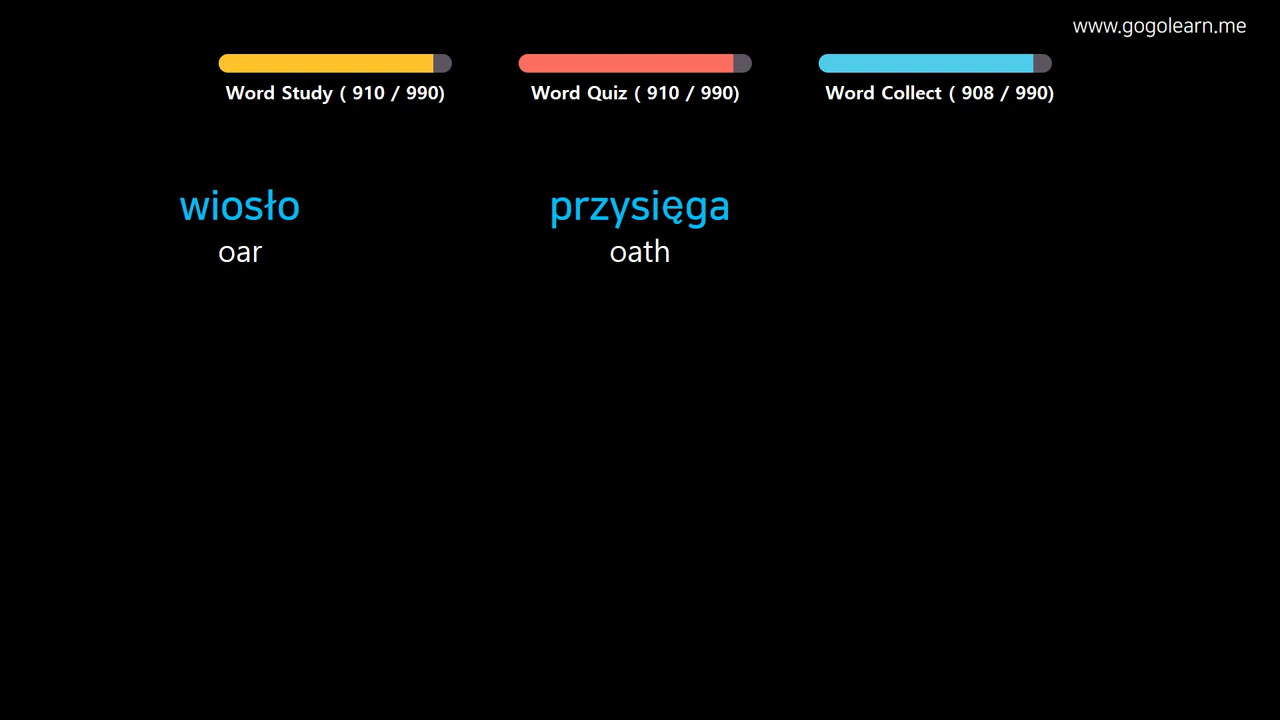 www.gogolearn.me
Word Study ( 910 / 990)
Word Quiz ( 910 / 990)
Word Collect ( 908 / 990)
wiosło
oar
przysięga
oath